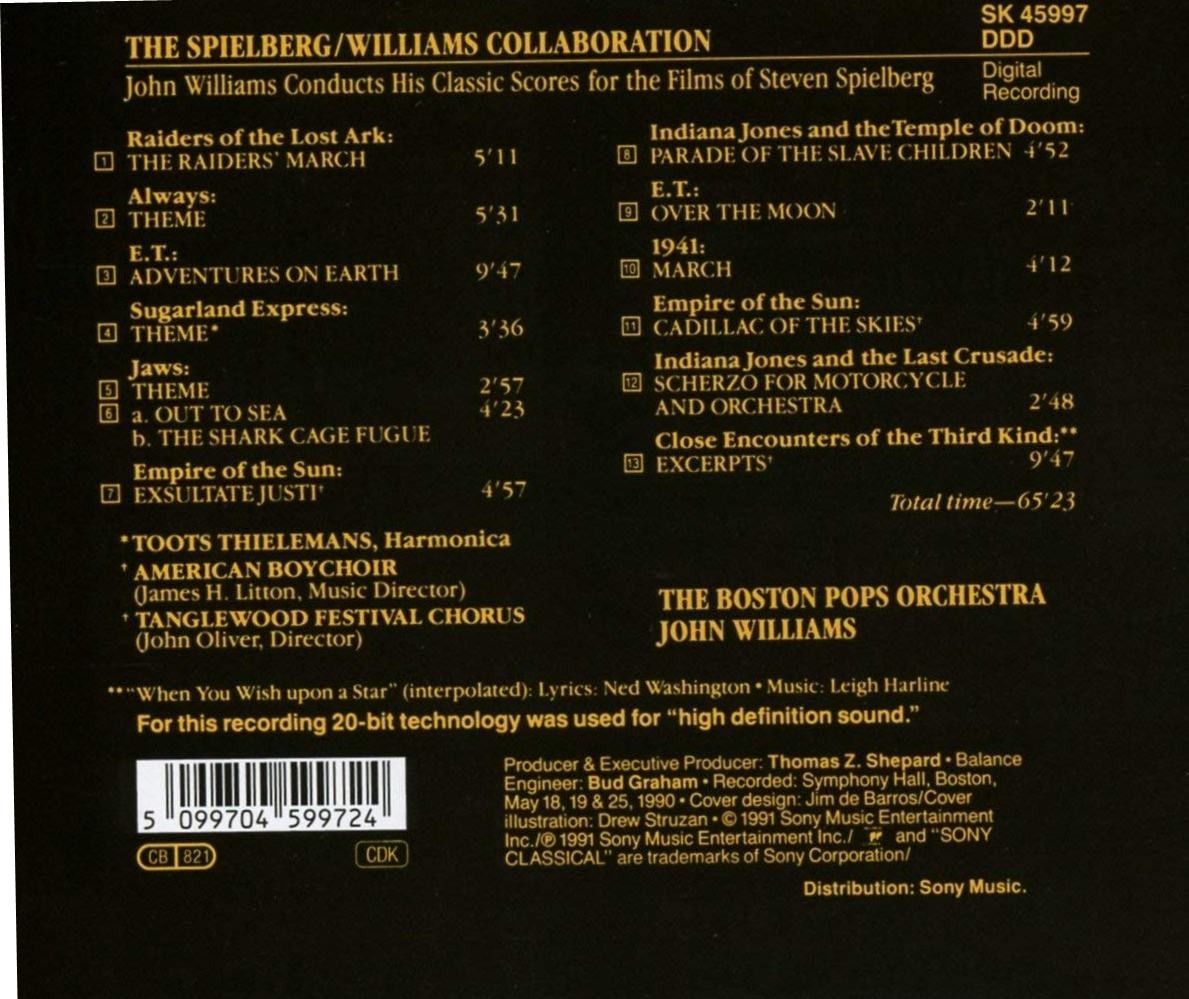 SK 45997
THE SPIELBERG/WILLIAMS COLLABORATION
DDD
John Williams Conducts His Classic Scores for the Films of Steven Spielberg
Digital
Recording
Raiders of the Lost Ark:
1 THE RAIDERS' MARCH 5'11
Always:
2 THEME 5'31
E.T.:
3 ADVENTURES ON EARTH 9'47
Sugarland Express:
4 THEME* 3'36
Jaws:
5 THEME 2'57
6 a. OUT TO SEA 4'23
b. THE SHARK CAGE FUGUE
Empire of the Sun:
7 EXSULTATE JUSTI† 4'57
Indiana Jones and theTemple of Doom:
8 PARADE OF THE SLAVE CHILDREN 4'52
E.T.:
9 OVER THE MOON 2'11
1941:
10 MARCH 4'12
Empire of the Sun:
11 CADILLAC OF THE SKIES† 4'59
Indiana Jones and the Last Crusade:
12 SCHERZO FOR MOTORCYCLE
AND ORCHESTRA 2'48
Close Encounters of the Third Kind:**
13 EXCERPTS† 9'47
Total time—65'23
*TOOTS THIELEMANS, Harmonica
† AMERICAN BOYCHOIR
(James H. Litton, Music Director)
† TANGLEWOOD FESTIVAL CHORUS
(John Oliver, Director)
THE BOSTON POPS ORCHESTRA
JOHN WILLIAMS
**"When You Wish upon a Star" (interpolated): Lyrics: Ned Washington • Music: Leigh Harline
For this recording 20-bit technology was used for "high definition sound."
5 099704 599724
CB 821
CDK
Producer & Executive Producer: Thomas Z. Shepard • Balance
Engineer: Bud Graham • Recorded: Symphony Hall, Boston,
May 18, 19 & 25, 1990 • Cover design: Jim de Barros/Cover
illustration: Drew Struzan • © 1991 Sony Music Entertainment
Inc./℗ 1991 Sony Music Entertainment Inc./ and "SONY
CLASSICAL" are trademarks of Sony Corporation/
Distribution: Sony Music.